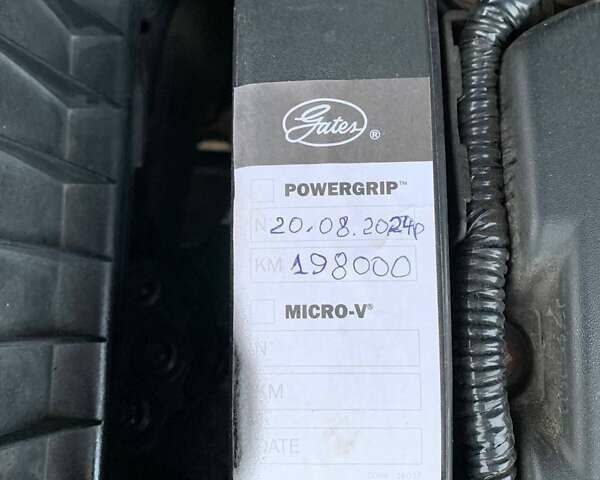 Gates®
POWERGRIP™
N 20.08.2024р
KM 198000
MICRO-V®
N
KM
DATE